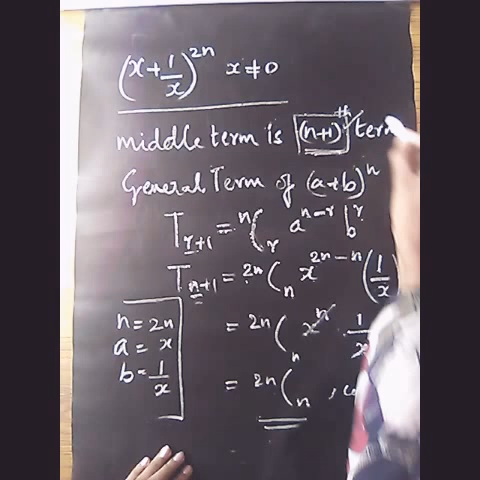 (x + 1/x)^2n x ≠ 0
middle term is (n+1)^th term
General Term of (a+b)^n
T_r+1 = ^nC_r a^n-r b^r
T_n+1 = ^2nC_n x^2n-n (1/x)
= ^2nC_n x^n 1/x
= ^2nC_n ,
n = 2n
a = x
b = 1/x